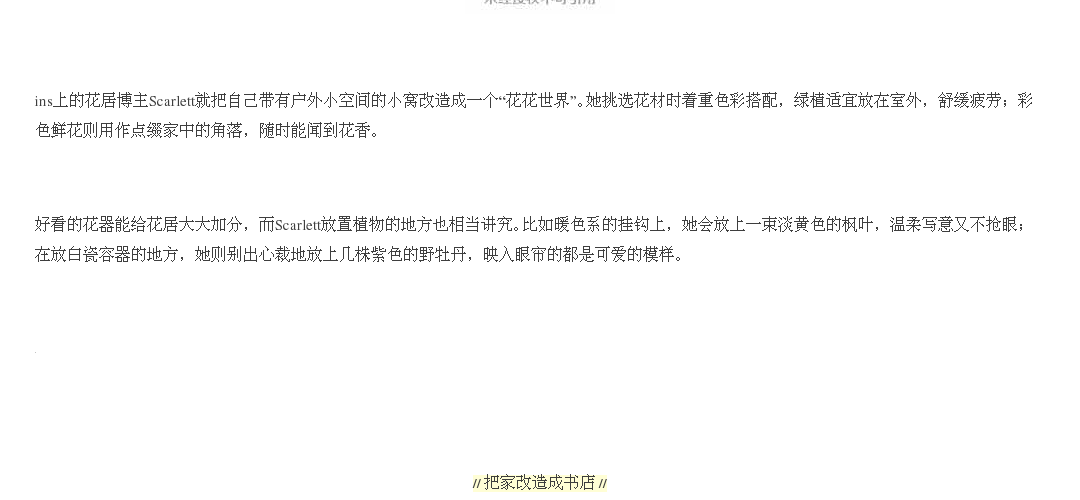 ins上的花居博主Scarlett就把自己带有户外小空间的小窝改造成一个“花花世界”。她挑选花材时着重色彩搭配，绿植适宜放在室外，舒缓疲劳；彩
色鲜花则用作点缀家中的角落，随时能闻到花香。
好看的花器能给花居大大加分，而Scarlett放置植物的地方也相当讲究。比如暖色系的挂钩上，她会放上一束淡黄色的枫叶，温柔写意又不抢眼；
在放白瓷容器的地方，她则别出心裁地放上几株紫色的野牡丹，映入眼帘的都是可爱的模样。
// 把家改造成书店 //